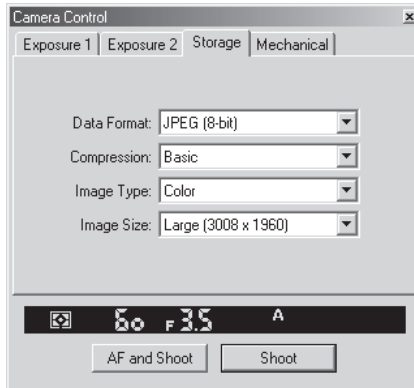 Camera Control
Exposure 1 Exposure 2 Storage Mechanical
Data Format: JPEG (8-bit)
Compression: Basic
Image Type: Color
Image Size: Large (3008 x 1960)
60 F3.5 A
AF and Shoot Shoot